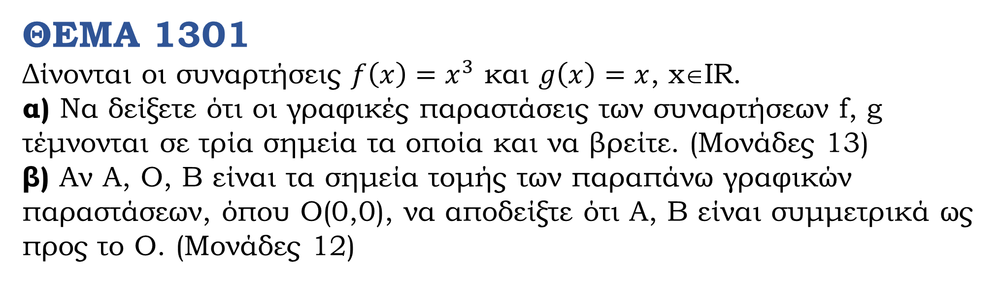 ΘΕΜΑ 1301
Δίνονται οι συναρτήσεις f(x) = x³ και g(x) = x, x∈IR.
α) Να δείξετε ότι οι γραφικές παραστάσεις των συναρτήσεων f, g
τέμνονται σε τρία σημεία τα οποία και να βρείτε. (Μονάδες 13)
β) Αν Α, Ο, Β είναι τα σημεία τομής των παραπάνω γραφικών
παραστάσεων, όπου Ο(0,0), να αποδείξτε ότι Α, Β είναι συμμετρικά ως
προς το Ο. (Μονάδες 12)